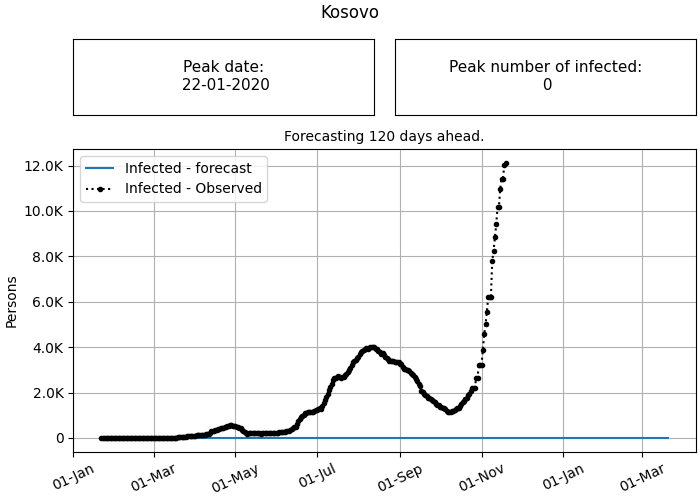 Kosovo
Peak date:
22-01-2020
Peak number of infected:
0
Forecasting 120 days ahead.
Infected - forecast
Infected - Observed
12.0K
10.0K
8.0K
6.0K
4.0K
2.0K
0
Persons
01-Jan
01-Mar
01-May
01-Jul
01-Sep
01-Nov
01-Jan
01-Mar